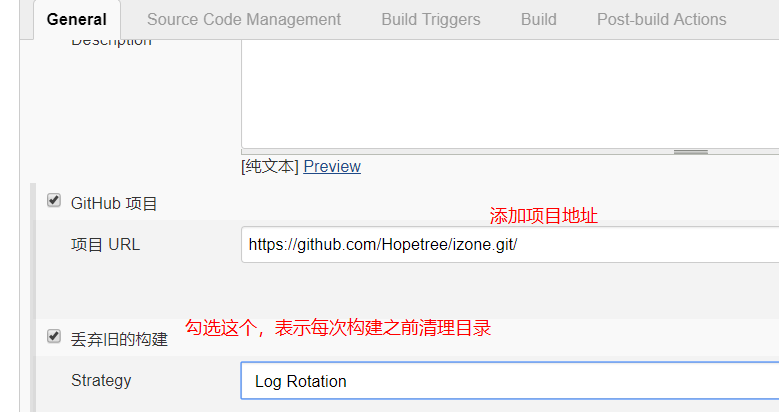 General Source Code Management Build Triggers Build Post-build Actions
Description
[纯文本] Preview
GitHub 项目
添加项目地址
项目 URL https://github.com/Hopetree/izone.git/
丢弃旧的构建 勾选这个，表示每次构建之前清理目录
Strategy Log Rotation